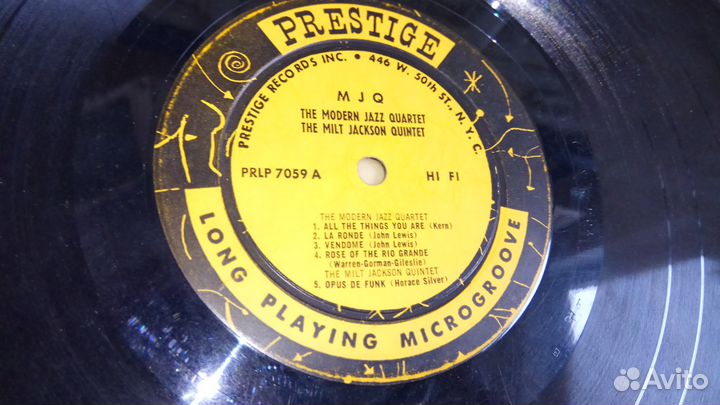 PRESTIGE
PRESTIGE RECORDS INC. • 446 W. 50th ST., N.Y.C.
M J Q
THE MODERN JAZZ QUARTET
THE MILT JACKSON QUINTET
PRLP 7059 A HI FI
THE MODERN JAZZ QUARTET
1. ALL THE THINGS YOU ARE (Kern)
2. LA RONDE (John Lewis)
3. VENDOME (John Lewis)
4. ROSE OF THE RIO GRANDE
(Warren-Gorman-Gileslie)
THE MILT JACKSON QUINTET
5. OPUS DE FUNK (Horace Silver)
LONG PLAYING MICROGROOVE
Avito